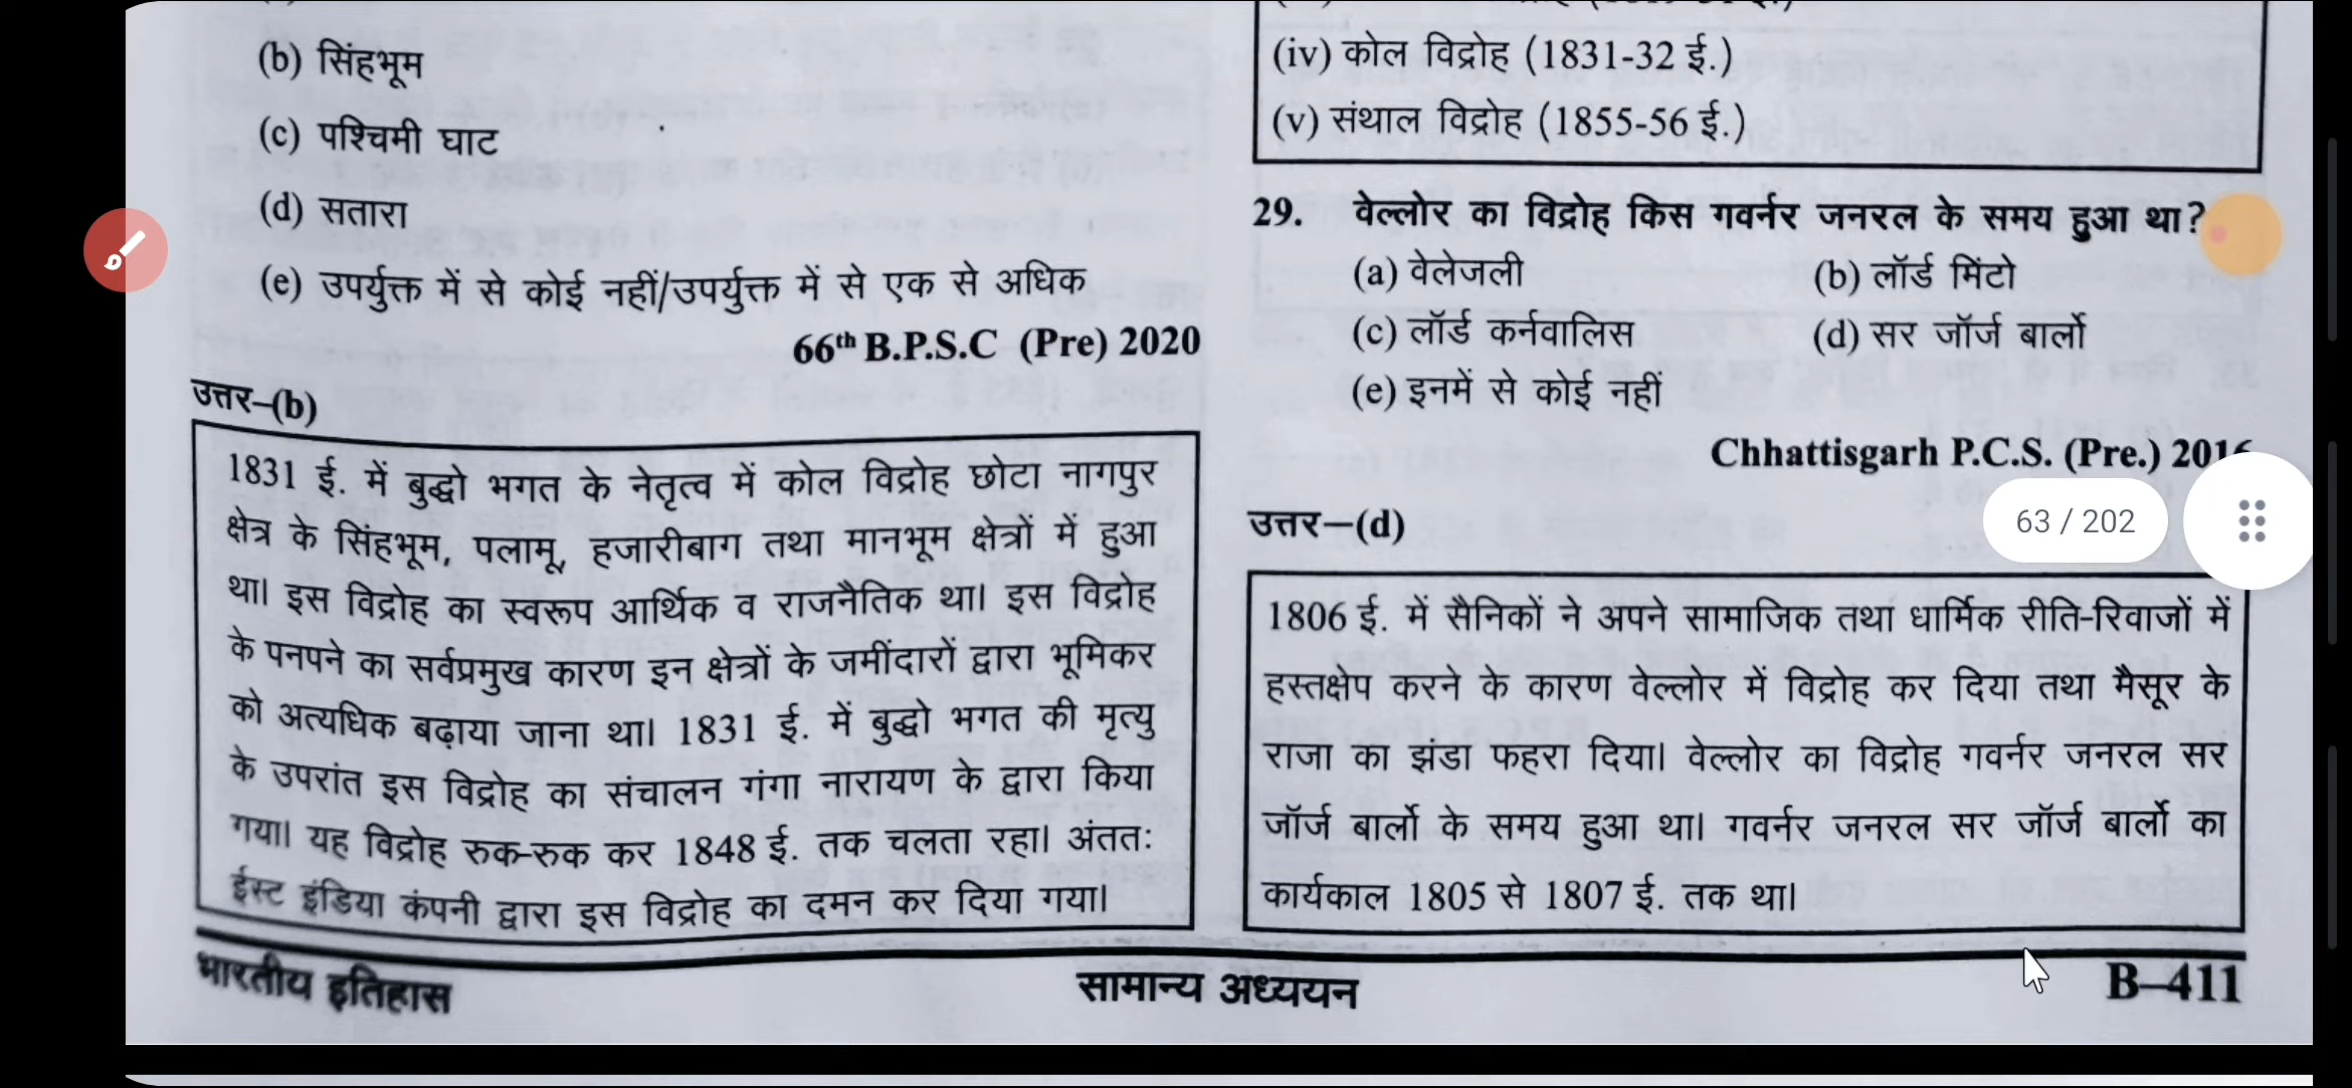 (b) सिंहभूम
(c) पश्चिमी घाट
(d) सतारा
(e) उपर्युक्त में से कोई नहीं/उपर्युक्त में से एक से अधिक
66th B.P.S.C (Pre) 2020
उत्तर–(b)
1831 ई. में बुद्धो भगत के नेतृत्व में कोल विद्रोह छोटा नागपुर
क्षेत्र के सिंहभूम, पलामू, हजारीबाग तथा मानभूम क्षेत्रों में हुआ
था। इस विद्रोह का स्वरूप आर्थिक व राजनैतिक था। इस विद्रोह
के पनपने का सर्वप्रमुख कारण इन क्षेत्रों के जमींदारों द्वारा भूमिकर
को अत्यधिक बढ़ाया जाना था। 1831 ई. में बुद्धो भगत की मृत्यु
के उपरांत इस विद्रोह का संचालन गंगा नारायण के द्वारा किया
गया। यह विद्रोह रुक-रुक कर 1848 ई. तक चलता रहा। अंततः
ईस्ट इंडिया कंपनी द्वारा इस विद्रोह का दमन कर दिया गया।
(iv) कोल विद्रोह (1831-32 ई.)
(v) संथाल विद्रोह (1855-56 ई.)
29. वेल्लोर का विद्रोह किस गवर्नर जनरल के समय हुआ था?
(a) वेलेजली (b) लॉर्ड मिंटो
(c) लॉर्ड कर्नवालिस (d) सर जॉर्ज बार्लो
(e) इनमें से कोई नहीं
Chhattisgarh P.C.S. (Pre.) 2016
63 / 202
उत्तर–(d)
1806 ई. में सैनिकों ने अपने सामाजिक तथा धार्मिक रीति-रिवाजों में
हस्तक्षेप करने के कारण वेल्लोर में विद्रोह कर दिया तथा मैसूर के
राजा का झंडा फहरा दिया। वेल्लोर का विद्रोह गवर्नर जनरल सर
जॉर्ज बार्लो के समय हुआ था। गवर्नर जनरल सर जॉर्ज बार्लो का
कार्यकाल 1805 से 1807 ई. तक था।
भारतीय इतिहास सामान्य अध्ययन B–411